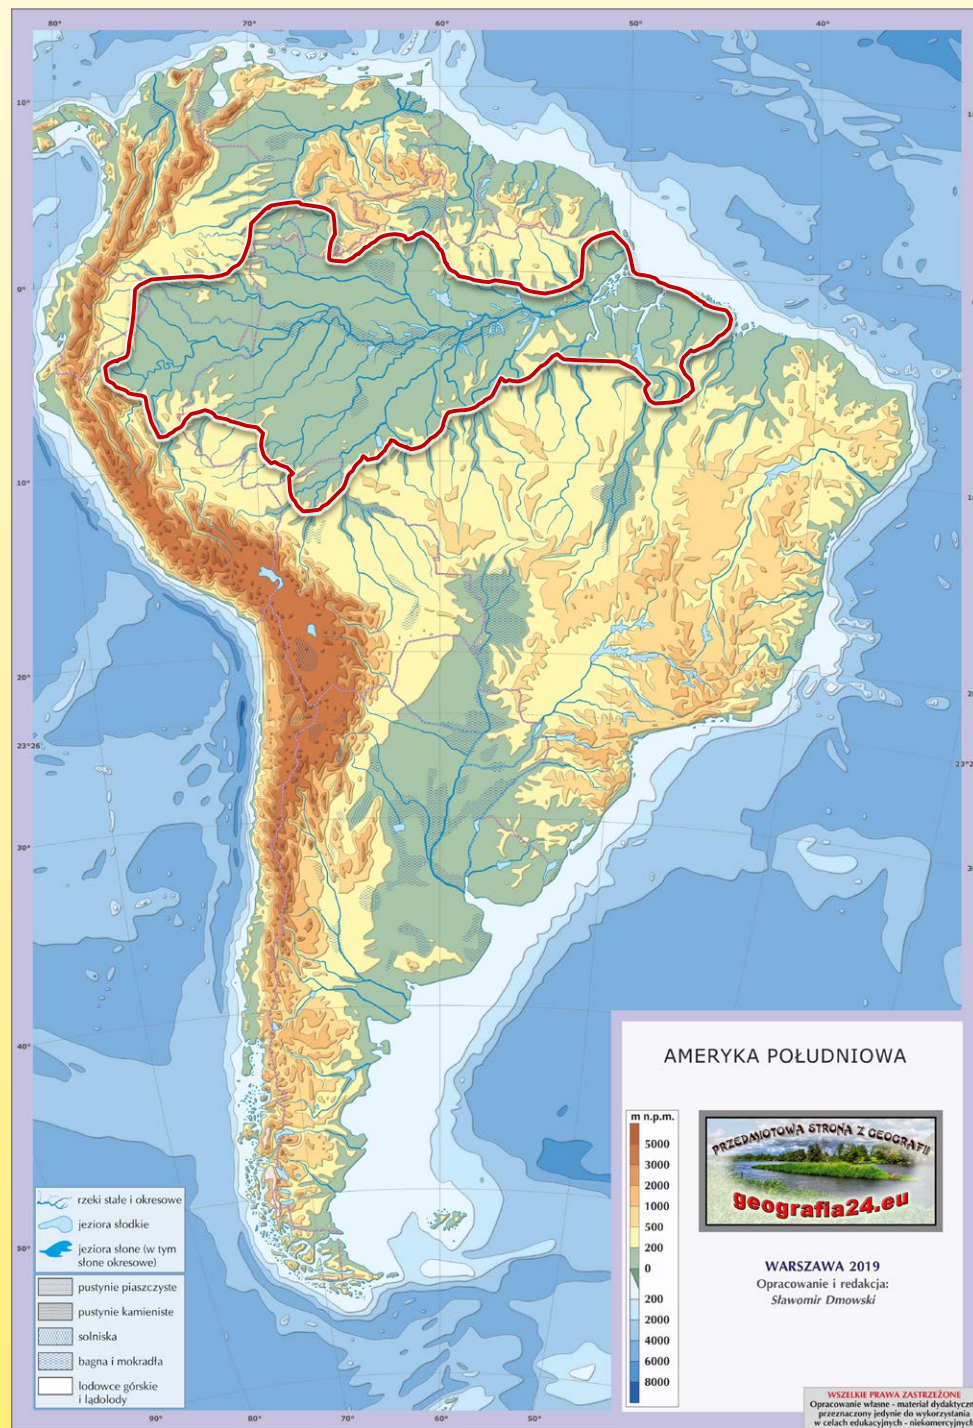 80°
70°
60°
50°
40°
10°
0°
10°
20°
23°26'
30°
40°
50°
90°
80°
70°
60°
50°
AMERYKA POŁUDNIOWA
m n.p.m.
5000
3000
2000
1000
500
200
0
200
2000
4000
6000
8000
PRZEDMIOTOWA STRONA Z GEOGRAFII
geografia24.eu
WARSZAWA 2019
Opracowanie i redakcja:
Sławomir Dmowski
rzeki stałe i okresowe
jeziora słodkie
jeziora słone (w tym
słone okresowe)
pustynie piaszczyste
pustynie kamieniste
solniska
bagna i mokradła
lodowce górskie
i lądolody
WSZELKIE PRAWA ZASTRZEŻONE
Opracowanie własne - materiał dydaktyczn
przeznaczony jedynie do wykorzystania
w celach edukacyjnych - niekomercyjnych